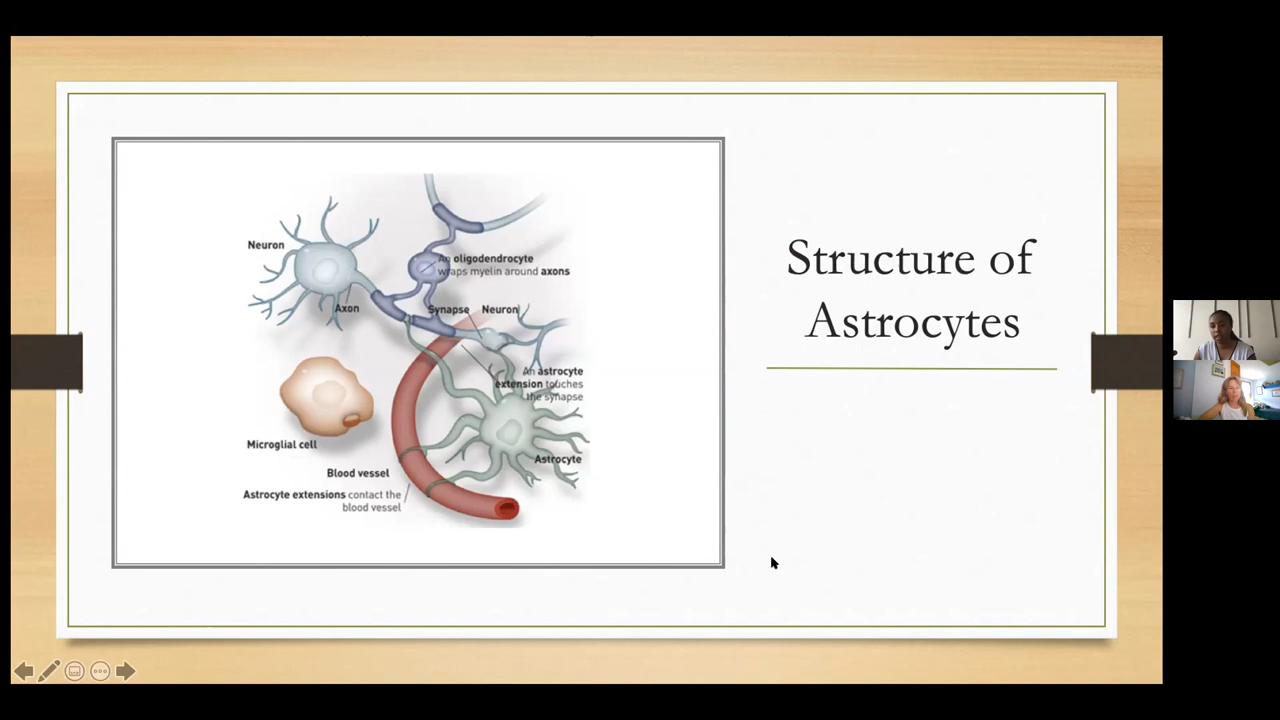 Neuron
An oligodendrocyte
wraps myelin around axons
Axon
Synapse
Neuron
An astrocyte
extension touches
the synapse
Microglial cell
Astrocyte
Blood vessel
Astrocyte extensions contact the
blood vessel
Structure of
Astrocytes